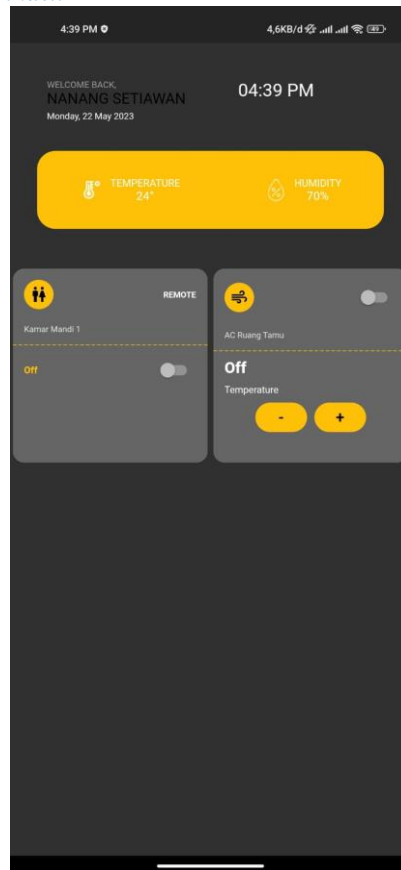 4:39 PM
4,6KB/d
49
WELCOME BACK,
NANANG SETIAWAN
Monday, 22 May 2023
04:39 PM
TEMPERATURE
24°
HUMIDITY
70%
REMOTE
Kamar Mandi 1
Off
AC Ruang Tamu
Off
Temperature
-
+